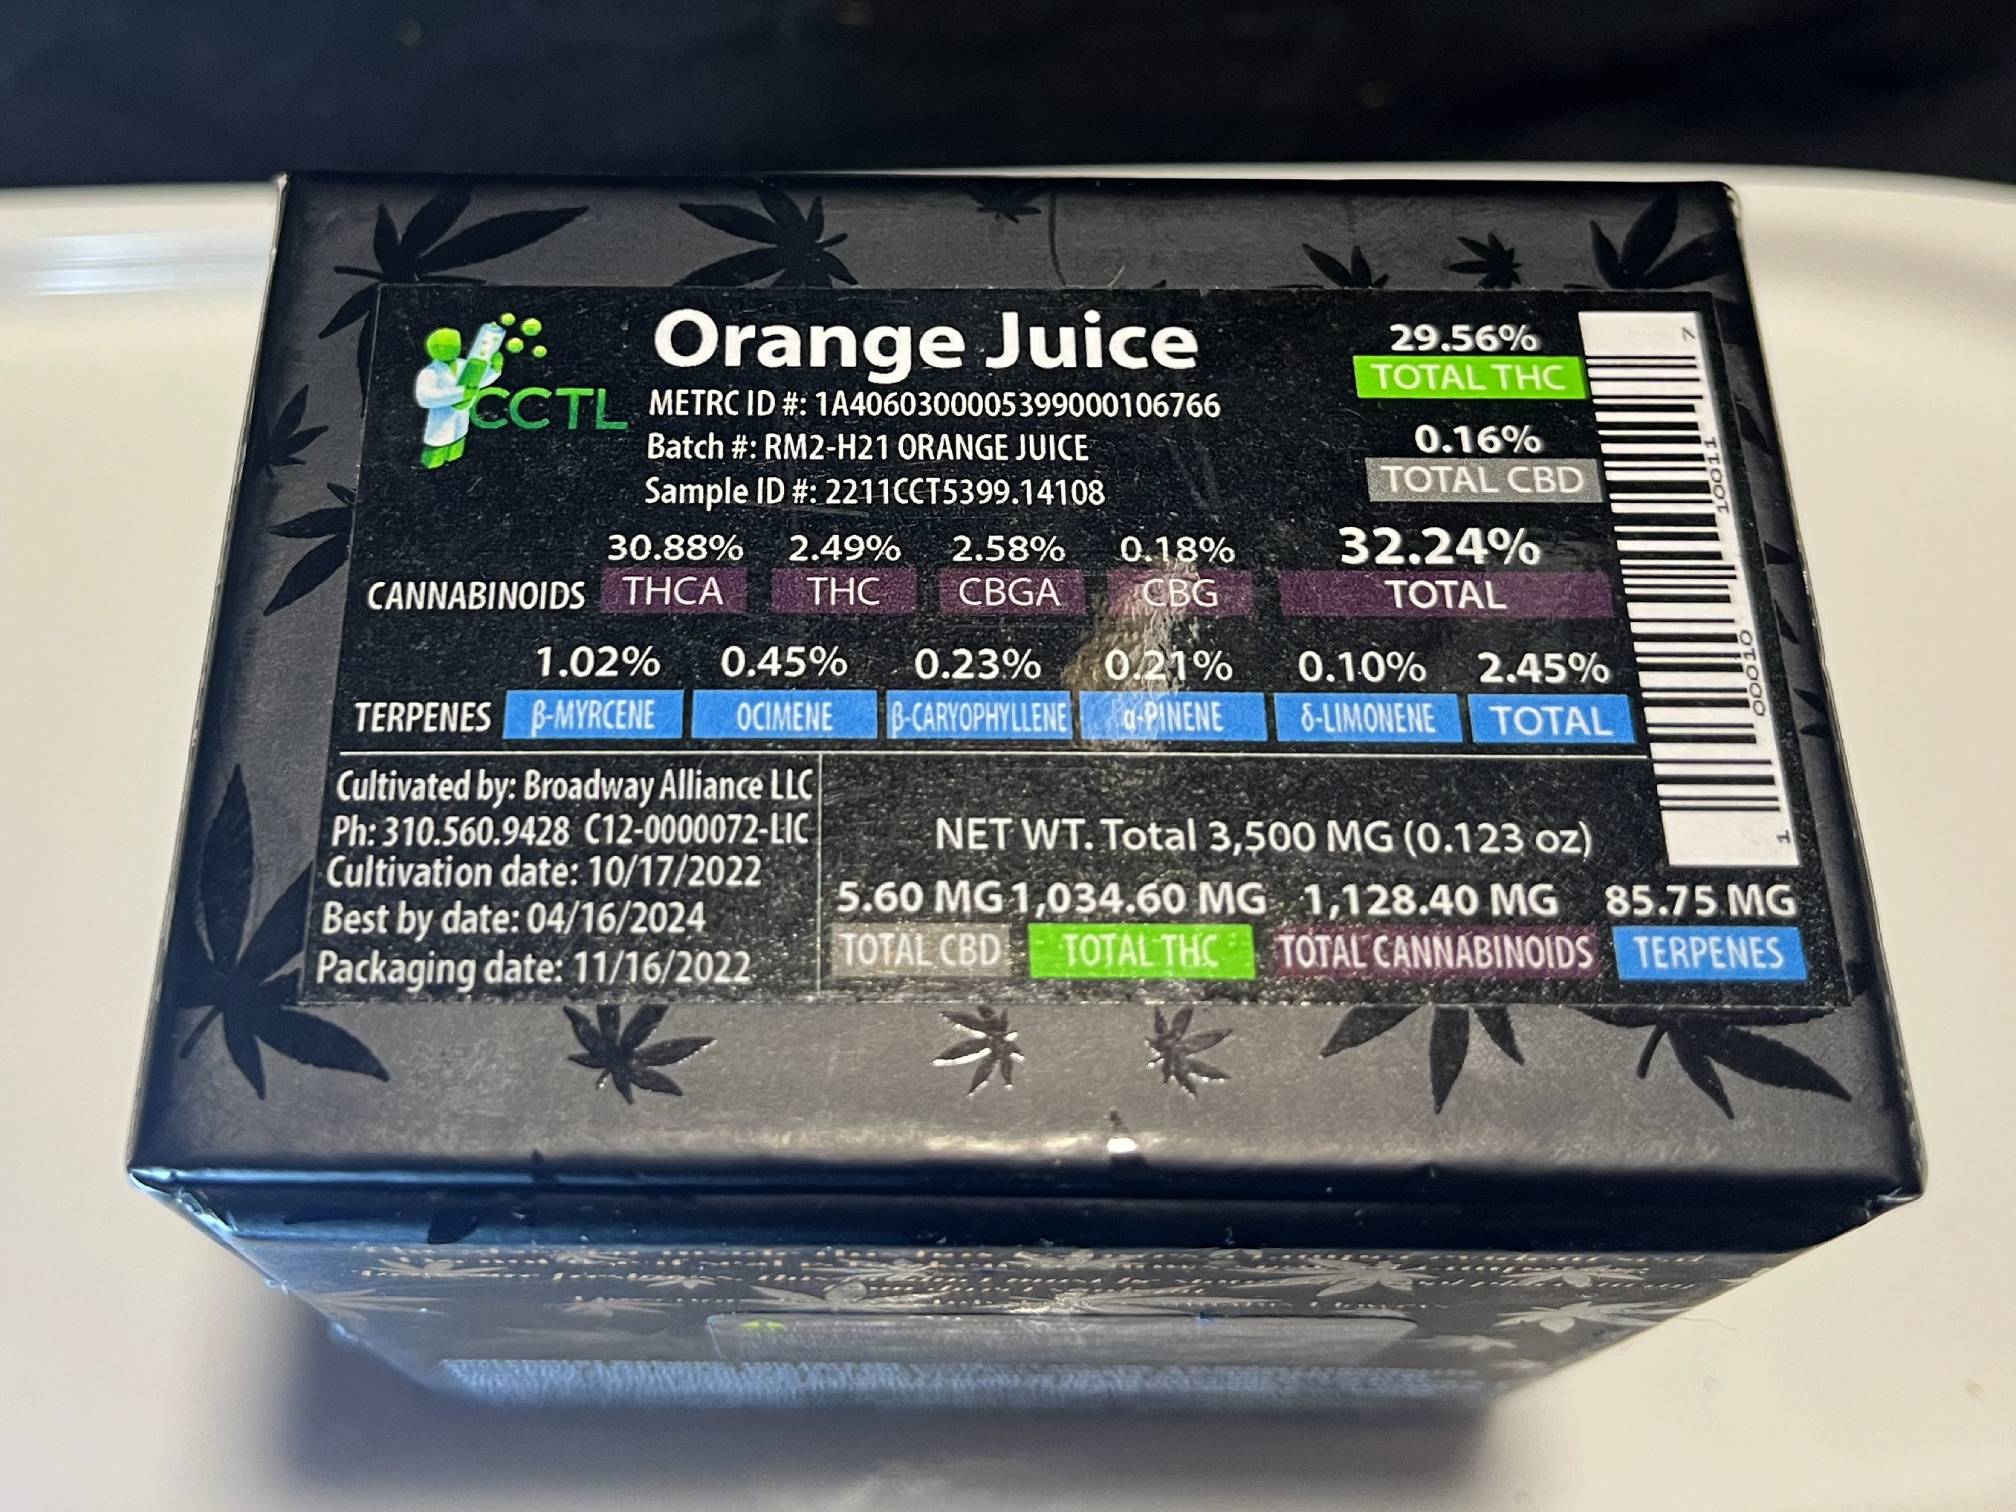 Orange Juice
CCTL
METRC ID #: 1A4060300005399000106766
Batch #: RM2-H21 ORANGE JUICE
Sample ID #: 2211CCT5399.14108
29.56%
TOTAL THC
0.16%
TOTAL CBD
30.88% 2.49% 2.58% 0.18% 32.24%
CANNABINOIDS THCA THC CBGA CBG TOTAL
1.02% 0.45% 0.23% 0.21% 0.10% 2.45%
TERPENES β-MYRCENE OCIMENE β-CARYOPHYLLENE α-PINENE δ-LIMONENE TOTAL
Cultivated by: Broadway Alliance LLC
Ph: 310.560.9428 C12-0000072-LIC
Cultivation date: 10/17/2022
Best by date: 04/16/2024
Packaging date: 11/16/2022
NET WT. Total 3,500 MG (0.123 oz)
5.60 MG 1,034.60 MG 1,128.40 MG 85.75 MG
TOTAL CBD TOTAL THC TOTAL CANNABINOIDS TERPENES
1 00010 10011 7